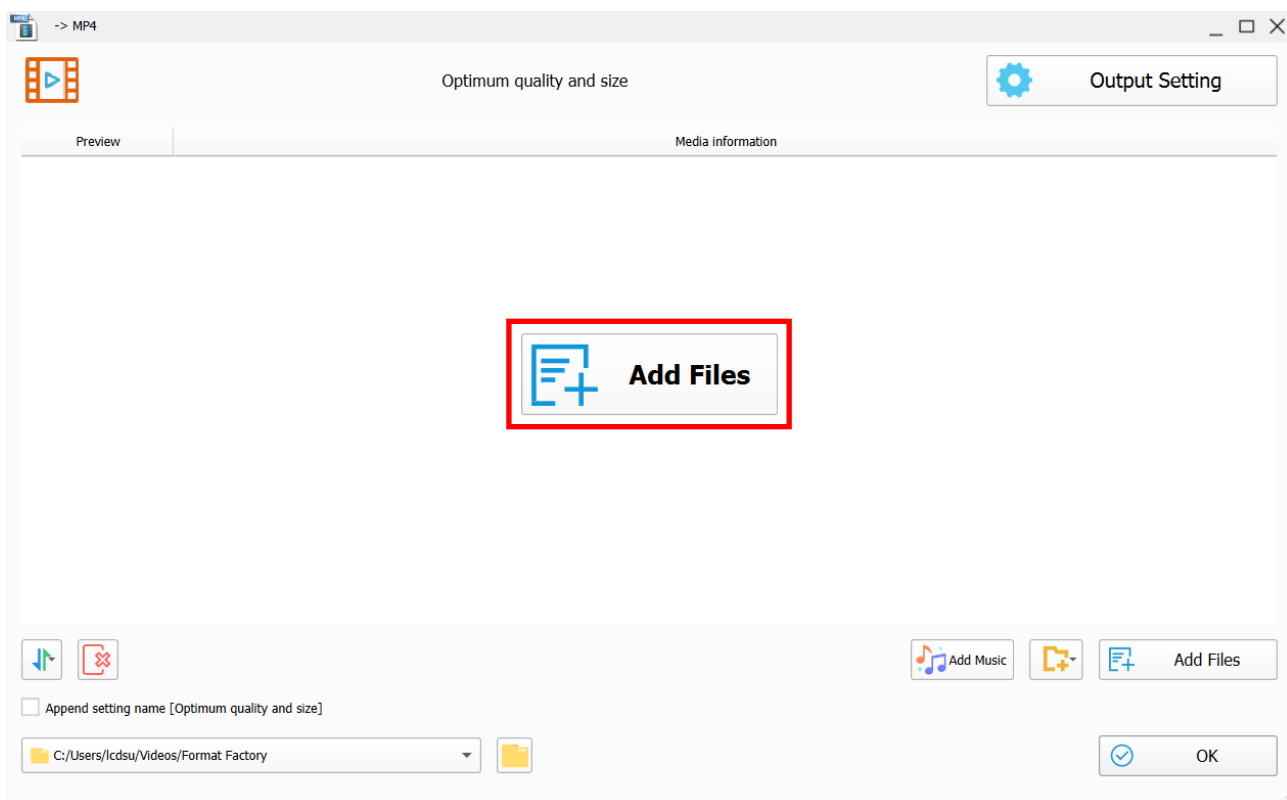 -> MP4
Optimum quality and size
Output Setting
Preview
Media information
Add Files
Add Music
Add Files
Append setting name [Optimum quality and size]
C:/Users/lcdsu/Videos/Format Factory
OK